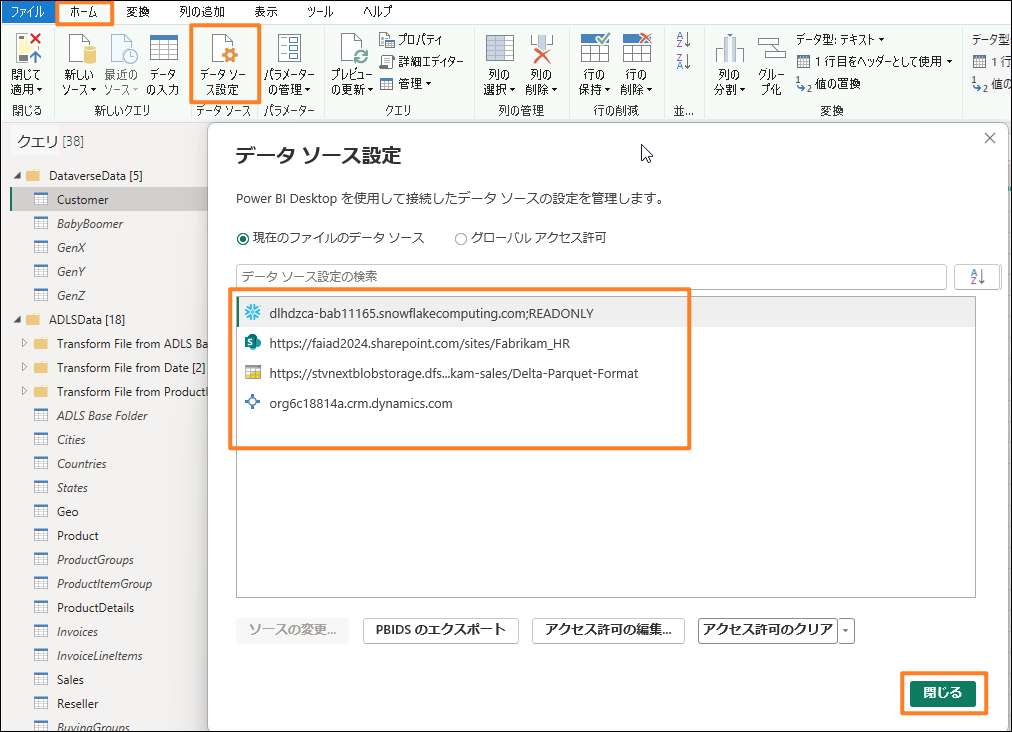 ファイル ホーム 変換 列の追加 表示 ツール ヘルプ
閉じて
適用
閉じる
新しい
ソース
最近の
ソース
データ
の入力
新しいクエリ
データ ソー
ス設定
データ ソース
パラメーター
の管理
パラメーター
プレビュー
の更新
プロパティ
詳細エディター
管理
クエリ
列の
選択
列の
削除
列の管理
行の
保持
行の
削除
行の削減
並...
列の
分割
グルー
プ化
データ型: テキスト
1 行目をヘッダーとして使用
値の置換
変換
データ型
1 行
値の
クエリ [38]
DataverseData [5]
Customer
BabyBoomer
GenX
GenY
GenZ
ADLSData [18]
Transform File from ADLS Ba
Transform File from Date [2]
Transform File from Product
ADLS Base Folder
Cities
Countries
States
Geo
Product
ProductGroups
ProductItemGroup
ProductDetails
Invoices
InvoiceLineItems
Sales
Reseller
BuyingGroups
データ ソース設定
Power BI Desktop を使用して接続したデータ ソースの設定を管理します。
現在のファイルのデータ ソース グローバル アクセス許可
データ ソース設定の検索
dlhdzca-bab11165.snowflakecomputing.com;READONLY
https://faiad2024.sharepoint.com/sites/Fabrikam_HR
https://stvnextblobstorage.dfs...kam-sales/Delta-Parquet-Format
org6c18814a.crm.dynamics.com
ソースの変更... PBIDS のエクスポート アクセス許可の編集... アクセス許可のクリア
閉じる